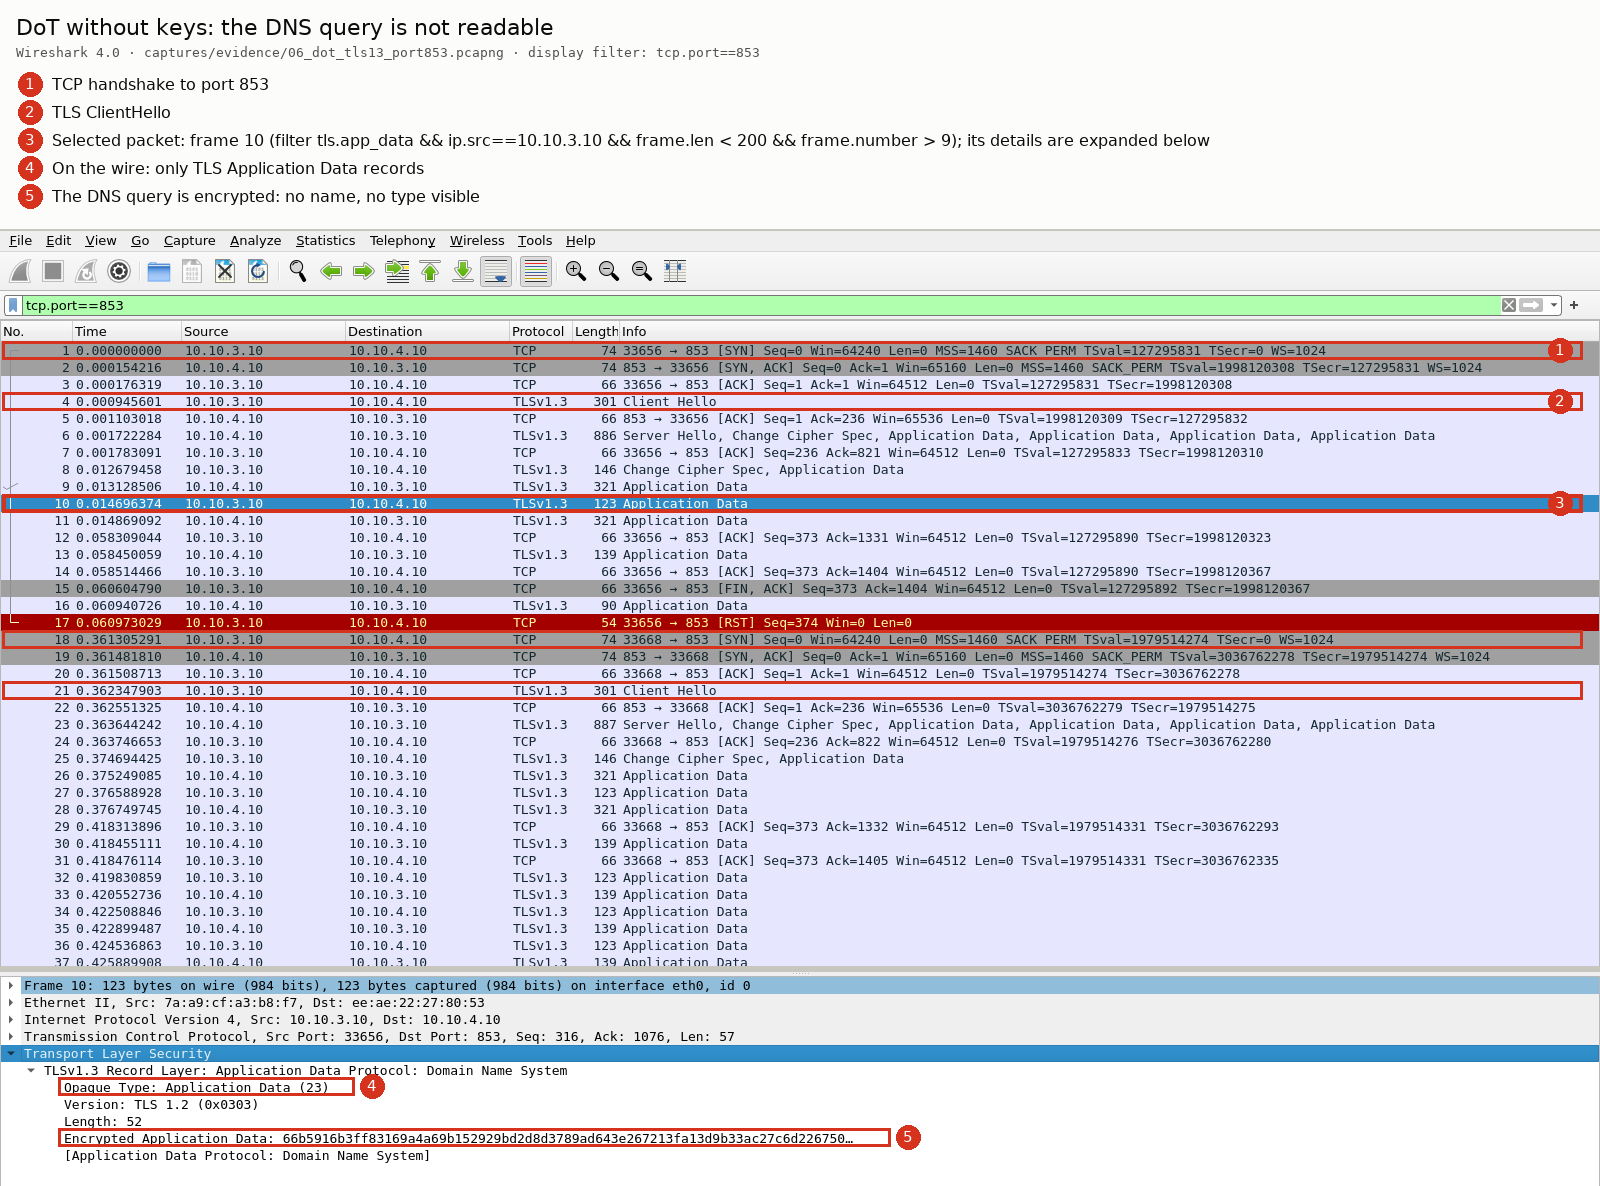 DoT without keys: the DNS query is not readable
Wireshark 4.0 · captures/evidence/06_dot_tls13_port853.pcapng · display filter: tcp.port==853
1 TCP handshake to port 853
2 TLS ClientHello
3 Selected packet: frame 10 (filter tls.app_data && ip.src==10.10.3.10 && frame.len < 200 && frame.number > 9); its details are expanded below
4 On the wire: only TLS Application Data records
5 The DNS query is encrypted: no name, no type visible
File Edit View Go Capture Analyze Statistics Telephony Wireless Tools Help
tcp.port==853
No. Time Source Destination Protocol Length Info
1 0.000000000 10.10.3.10 10.10.4.10 TCP 74 33656 → 853 [SYN] Seq=0 Win=64240 Len=0 MSS=1460 SACK_PERM TSval=127295831 TSecr=0 WS=1024 1
2 0.000154216 10.10.4.10 10.10.3.10 TCP 74 853 → 33656 [SYN, ACK] Seq=0 Ack=1 Win=65160 Len=0 MSS=1460 SACK_PERM TSval=1998120308 TSecr=127295831 WS=1024
3 0.000176319 10.10.3.10 10.10.4.10 TCP 66 33656 → 853 [ACK] Seq=1 Ack=1 Win=64512 Len=0 TSval=127295831 TSecr=1998120308
4 0.000945601 10.10.3.10 10.10.4.10 TLSv1.3 301 Client Hello 2
5 0.001103018 10.10.4.10 10.10.3.10 TCP 66 853 → 33656 [ACK] Seq=1 Ack=236 Win=65536 Len=0 TSval=1998120309 TSecr=127295832
6 0.001722284 10.10.4.10 10.10.3.10 TLSv1.3 886 Server Hello, Change Cipher Spec, Application Data, Application Data, Application Data, Application Data
7 0.001783091 10.10.3.10 10.10.4.10 TCP 66 33656 → 853 [ACK] Seq=236 Ack=821 Win=64512 Len=0 TSval=127295833 TSecr=1998120310
8 0.012679458 10.10.3.10 10.10.4.10 TLSv1.3 146 Change Cipher Spec, Application Data
9 0.013128506 10.10.4.10 10.10.3.10 TLSv1.3 321 Application Data
10 0.014696374 10.10.3.10 10.10.4.10 TLSv1.3 123 Application Data 3
11 0.014869092 10.10.4.10 10.10.3.10 TLSv1.3 321 Application Data
12 0.058309044 10.10.3.10 10.10.4.10 TCP 66 33656 → 853 [ACK] Seq=373 Ack=1331 Win=64512 Len=0 TSval=127295890 TSecr=1998120323
13 0.058450059 10.10.4.10 10.10.3.10 TLSv1.3 139 Application Data
14 0.058514466 10.10.3.10 10.10.4.10 TCP 66 33656 → 853 [ACK] Seq=373 Ack=1404 Win=64512 Len=0 TSval=127295890 TSecr=1998120367
15 0.060604790 10.10.3.10 10.10.4.10 TCP 66 33656 → 853 [FIN, ACK] Seq=373 Ack=1404 Win=64512 Len=0 TSval=127295892 TSecr=1998120367
16 0.060940726 10.10.4.10 10.10.3.10 TLSv1.3 90 Application Data
17 0.060973029 10.10.3.10 10.10.4.10 TCP 54 33656 → 853 [RST] Seq=374 Win=0 Len=0
18 0.361305291 10.10.3.10 10.10.4.10 TCP 74 33668 → 853 [SYN] Seq=0 Win=64240 Len=0 MSS=1460 SACK_PERM TSval=1979514274 TSecr=0 WS=1024
19 0.361481810 10.10.4.10 10.10.3.10 TCP 74 853 → 33668 [SYN, ACK] Seq=0 Ack=1 Win=65160 Len=0 MSS=1460 SACK_PERM TSval=3036762278 TSecr=1979514274 WS=1024
20 0.361508713 10.10.3.10 10.10.4.10 TCP 66 33668 → 853 [ACK] Seq=1 Ack=1 Win=64512 Len=0 TSval=1979514274 TSecr=3036762278
21 0.362347903 10.10.3.10 10.10.4.10 TLSv1.3 301 Client Hello
22 0.362551325 10.10.4.10 10.10.3.10 TCP 66 853 → 33668 [ACK] Seq=1 Ack=236 Win=65536 Len=0 TSval=3036762279 TSecr=1979514275
23 0.363644242 10.10.4.10 10.10.3.10 TLSv1.3 887 Server Hello, Change Cipher Spec, Application Data, Application Data, Application Data, Application Data
24 0.363746653 10.10.3.10 10.10.4.10 TCP 66 33668 → 853 [ACK] Seq=236 Ack=822 Win=64512 Len=0 TSval=1979514276 TSecr=3036762280
25 0.374694425 10.10.3.10 10.10.4.10 TLSv1.3 146 Change Cipher Spec, Application Data
26 0.375249085 10.10.4.10 10.10.3.10 TLSv1.3 321 Application Data
27 0.376588928 10.10.3.10 10.10.4.10 TLSv1.3 123 Application Data
28 0.376749745 10.10.4.10 10.10.3.10 TLSv1.3 321 Application Data
29 0.418313896 10.10.3.10 10.10.4.10 TCP 66 33668 → 853 [ACK] Seq=373 Ack=1332 Win=64512 Len=0 TSval=1979514331 TSecr=3036762293
30 0.418455111 10.10.4.10 10.10.3.10 TLSv1.3 139 Application Data
31 0.418476114 10.10.3.10 10.10.4.10 TCP 66 33668 → 853 [ACK] Seq=373 Ack=1405 Win=64512 Len=0 TSval=1979514331 TSecr=3036762335
32 0.419830859 10.10.3.10 10.10.4.10 TLSv1.3 123 Application Data
33 0.420552736 10.10.4.10 10.10.3.10 TLSv1.3 139 Application Data
34 0.422508846 10.10.3.10 10.10.4.10 TLSv1.3 123 Application Data
35 0.422899487 10.10.4.10 10.10.3.10 TLSv1.3 139 Application Data
36 0.424536863 10.10.3.10 10.10.4.10 TLSv1.3 123 Application Data
37 0.425889908 10.10.4.10 10.10.3.10 TLSv1.3 139 Application Data
Frame 10: 123 bytes on wire (984 bits), 123 bytes captured (984 bits) on interface eth0, id 0
Ethernet II, Src: 7a:a9:cf:a3:b8:f7, Dst: ee:ae:22:27:80:53
Internet Protocol Version 4, Src: 10.10.3.10, Dst: 10.10.4.10
Transmission Control Protocol, Src Port: 33656, Dst Port: 853, Seq: 316, Ack: 1076, Len: 57
Transport Layer Security
TLSv1.3 Record Layer: Application Data Protocol: Domain Name System
Opaque Type: Application Data (23) 4
Version: TLS 1.2 (0x0303)
Length: 52
Encrypted Application Data: 66b5916b3ff83169a4a69b152929bd2d8d3789ad643e267213fa13d9b33ac27c6d226750… 5
[Application Data Protocol: Domain Name System]